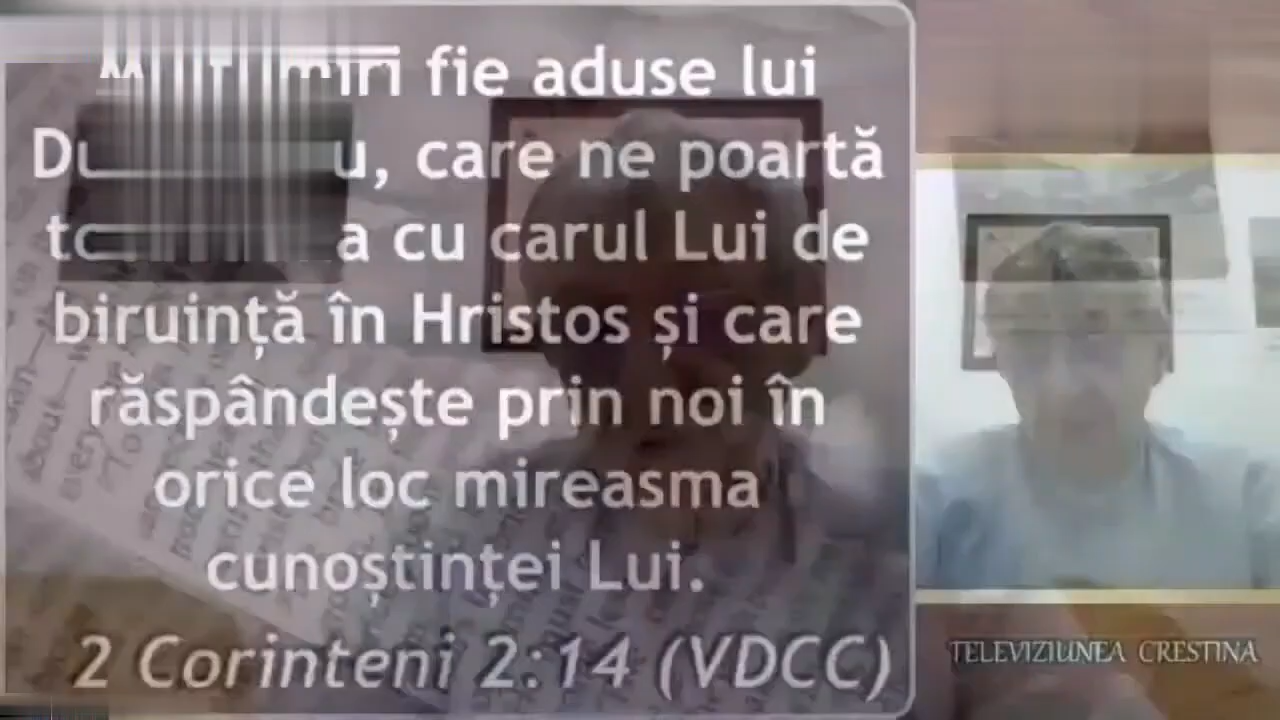 fie aduse lui
care ne poartă
cu carul Lui de
biruință în Hristos și care
răspândește prin noi în
orice loc mireasma
cunoștinței Lui.
2 Corinteni 2:14 (VDCC)
TELEVIZIUNEA CRESTINA